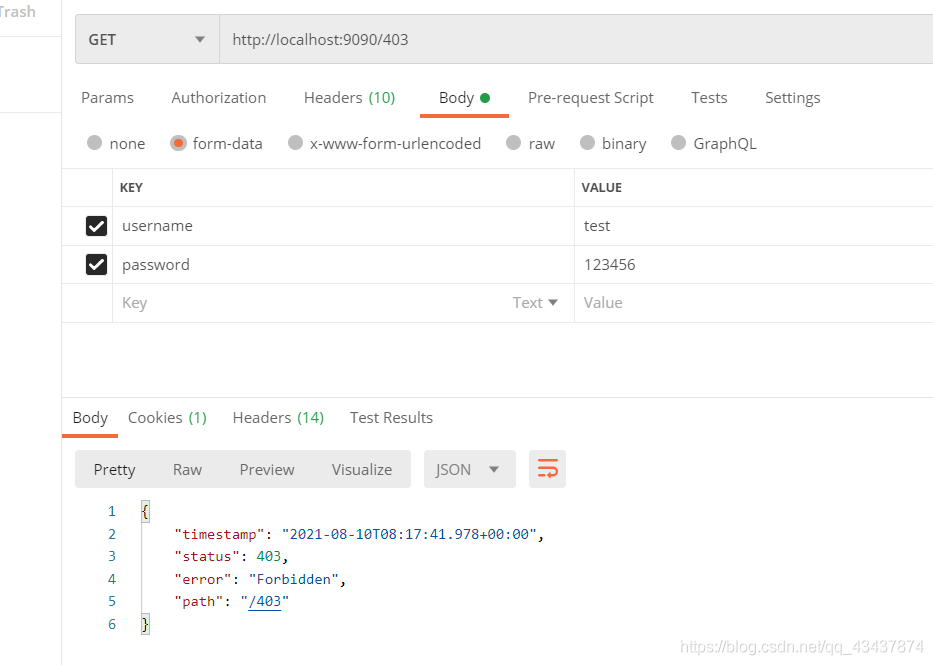 Trash
GET http://localhost:9090/403
Params Authorization Headers (10) Body Pre-request Script Tests Settings
none form-data x-www-form-urlencoded raw binary GraphQL
KEY VALUE
username test
password 123456
Key Text Value
Body Cookies (1) Headers (14) Test Results
Pretty Raw Preview Visualize JSON
1 {
2 "timestamp": "2021-08-10T08:17:41.978+00:00",
3 "status": 403,
4 "error": "Forbidden",
5 "path": "/403"
6 }
https://blog.csdn.net/qq_43437874